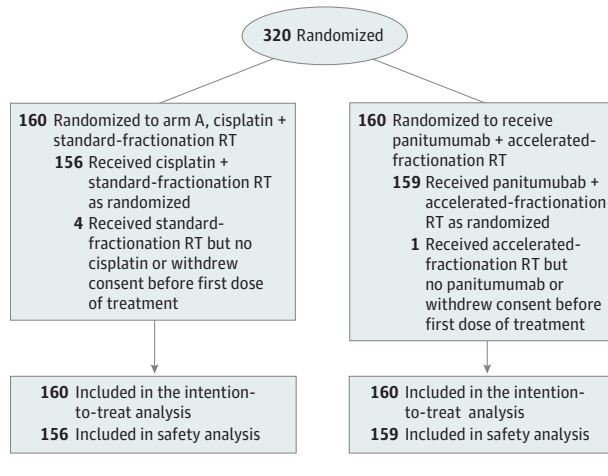 320 Randomized
160 Randomized to arm A, cisplatin +
standard-fractionation RT
156 Received cisplatin +
standard-fractionation RT
as randomized
4 Received standard-
fractionation RT but no
cisplatin or withdrew
consent before first dose
of treatment
160 Included in the intention-
to-treat analysis
156 Included in safety analysis
160 Randomized to receive
panitumumab + accelerated-
fractionation RT
159 Received panitumubab +
accelerated-fractionation
RT as randomized
1 Received accelerated-
fractionation RT but
no panitumumab or
withdrew consent before
first dose of treatment
160 Included in the intention-
to-treat analysis
159 Included in safety analysis